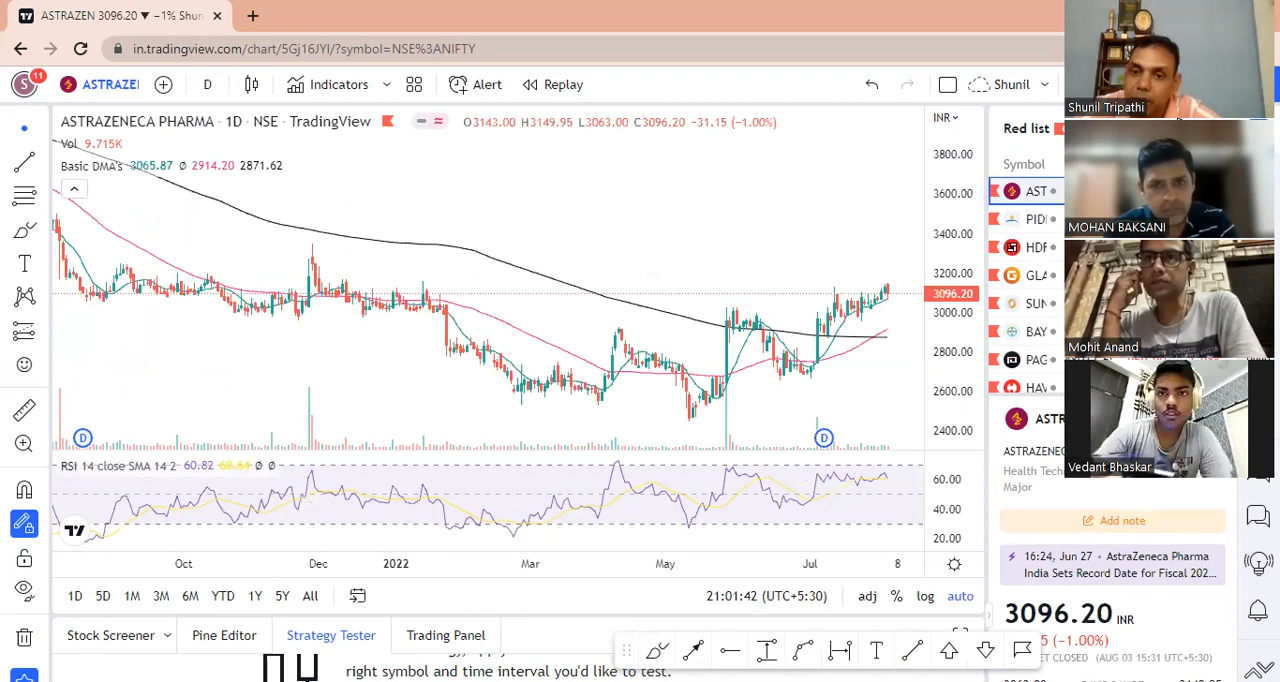 ASTRAZEN 3096.20 ▼ −1% Shun
in.tradingview.com/chart/5Gj16JYI/?symbol=NSE%3ANIFTY
S 11 ASTRAZE D Indicators Alert Replay Shunil
ASTRAZENECA PHARMA · 1D · NSE · TradingView O3143.00 H3149.95 L3063.00 C3096.20 −31.15 (−1.00%)
Vol 9.715K
Basic DMA's 3065.87 Ø 2914.20 2871.62
INR
3800.00
3600.00
3400.00
3200.00
3096.20
3000.00
2800.00
2600.00
2400.00
D D
RSI 14 close SMA 14 2 60.82 Ø Ø
60.00
40.00
20.00
Oct Dec 2022 Mar May Jul 8
1D 5D 1M 3M 6M YTD 1Y 5Y All 21:01:42 (UTC+5:30) adj % log auto
Stock Screener Pine Editor Strategy Tester Trading Panel
right symbol and time interval you'd like to test.
Red list
Symbol
AST
PID
HDF
GLA
SUN
BAY
PAG
HAV
AST
ASTRAZENECA
Health Tech
Major
Add note
16:24, Jun 27 · AstraZeneca Pharma
India Sets Record Date for Fiscal 202...
3096.20 INR
5 (−1.00%)
ET CLOSED (AUG 03 15:31 UTC+5:30)
Shunil Tripathi
MOHAN BAKSANI
Mohit Anand
Vedant Bhaskar